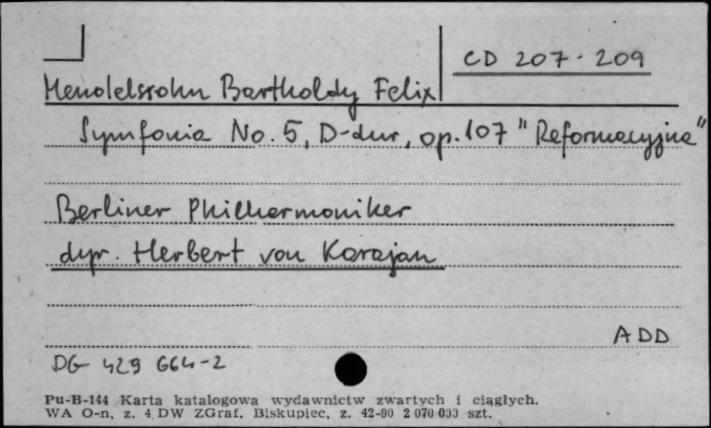 CD 207-209
Mendelssohn Bartholdy Felix
Symfonia No. 5, D-dur, op. 107 "Reformacyjna"
Berliner Philharmoniker
dyr. Herbert von Karajan
ADD
DG 429 664-2
Pu-B-144 Karta katalogowa wydawnictw zwartych i ciągłych.
WA O-n, z. 4 DW ZGraf. Biskupiec, z. 42-90 2 070 000 szt.